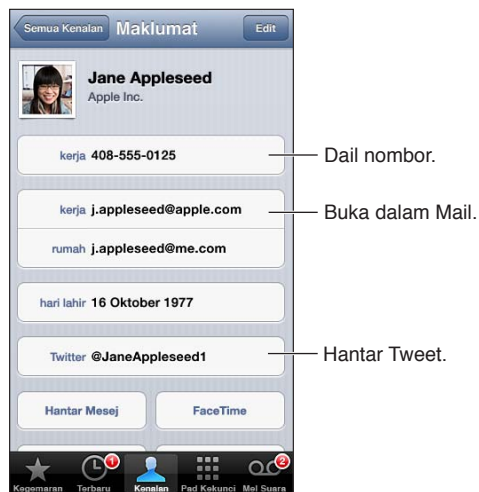 Semua Kenalan Maklumat Edit
Jane Appleseed
Apple Inc.
kerja 408-555-0125
Dail nombor.
kerja j.appleseed@apple.com
Buka dalam Mail.
rumah j.appleseed@me.com
hari lahir 16 Oktober 1977
Twitter @JaneAppleseed1
Hantar Tweet.
Hantar Mesej FaceTime
1 2
Kegemaran Terbaru Kenalan Pad Kekunci Mel Suara